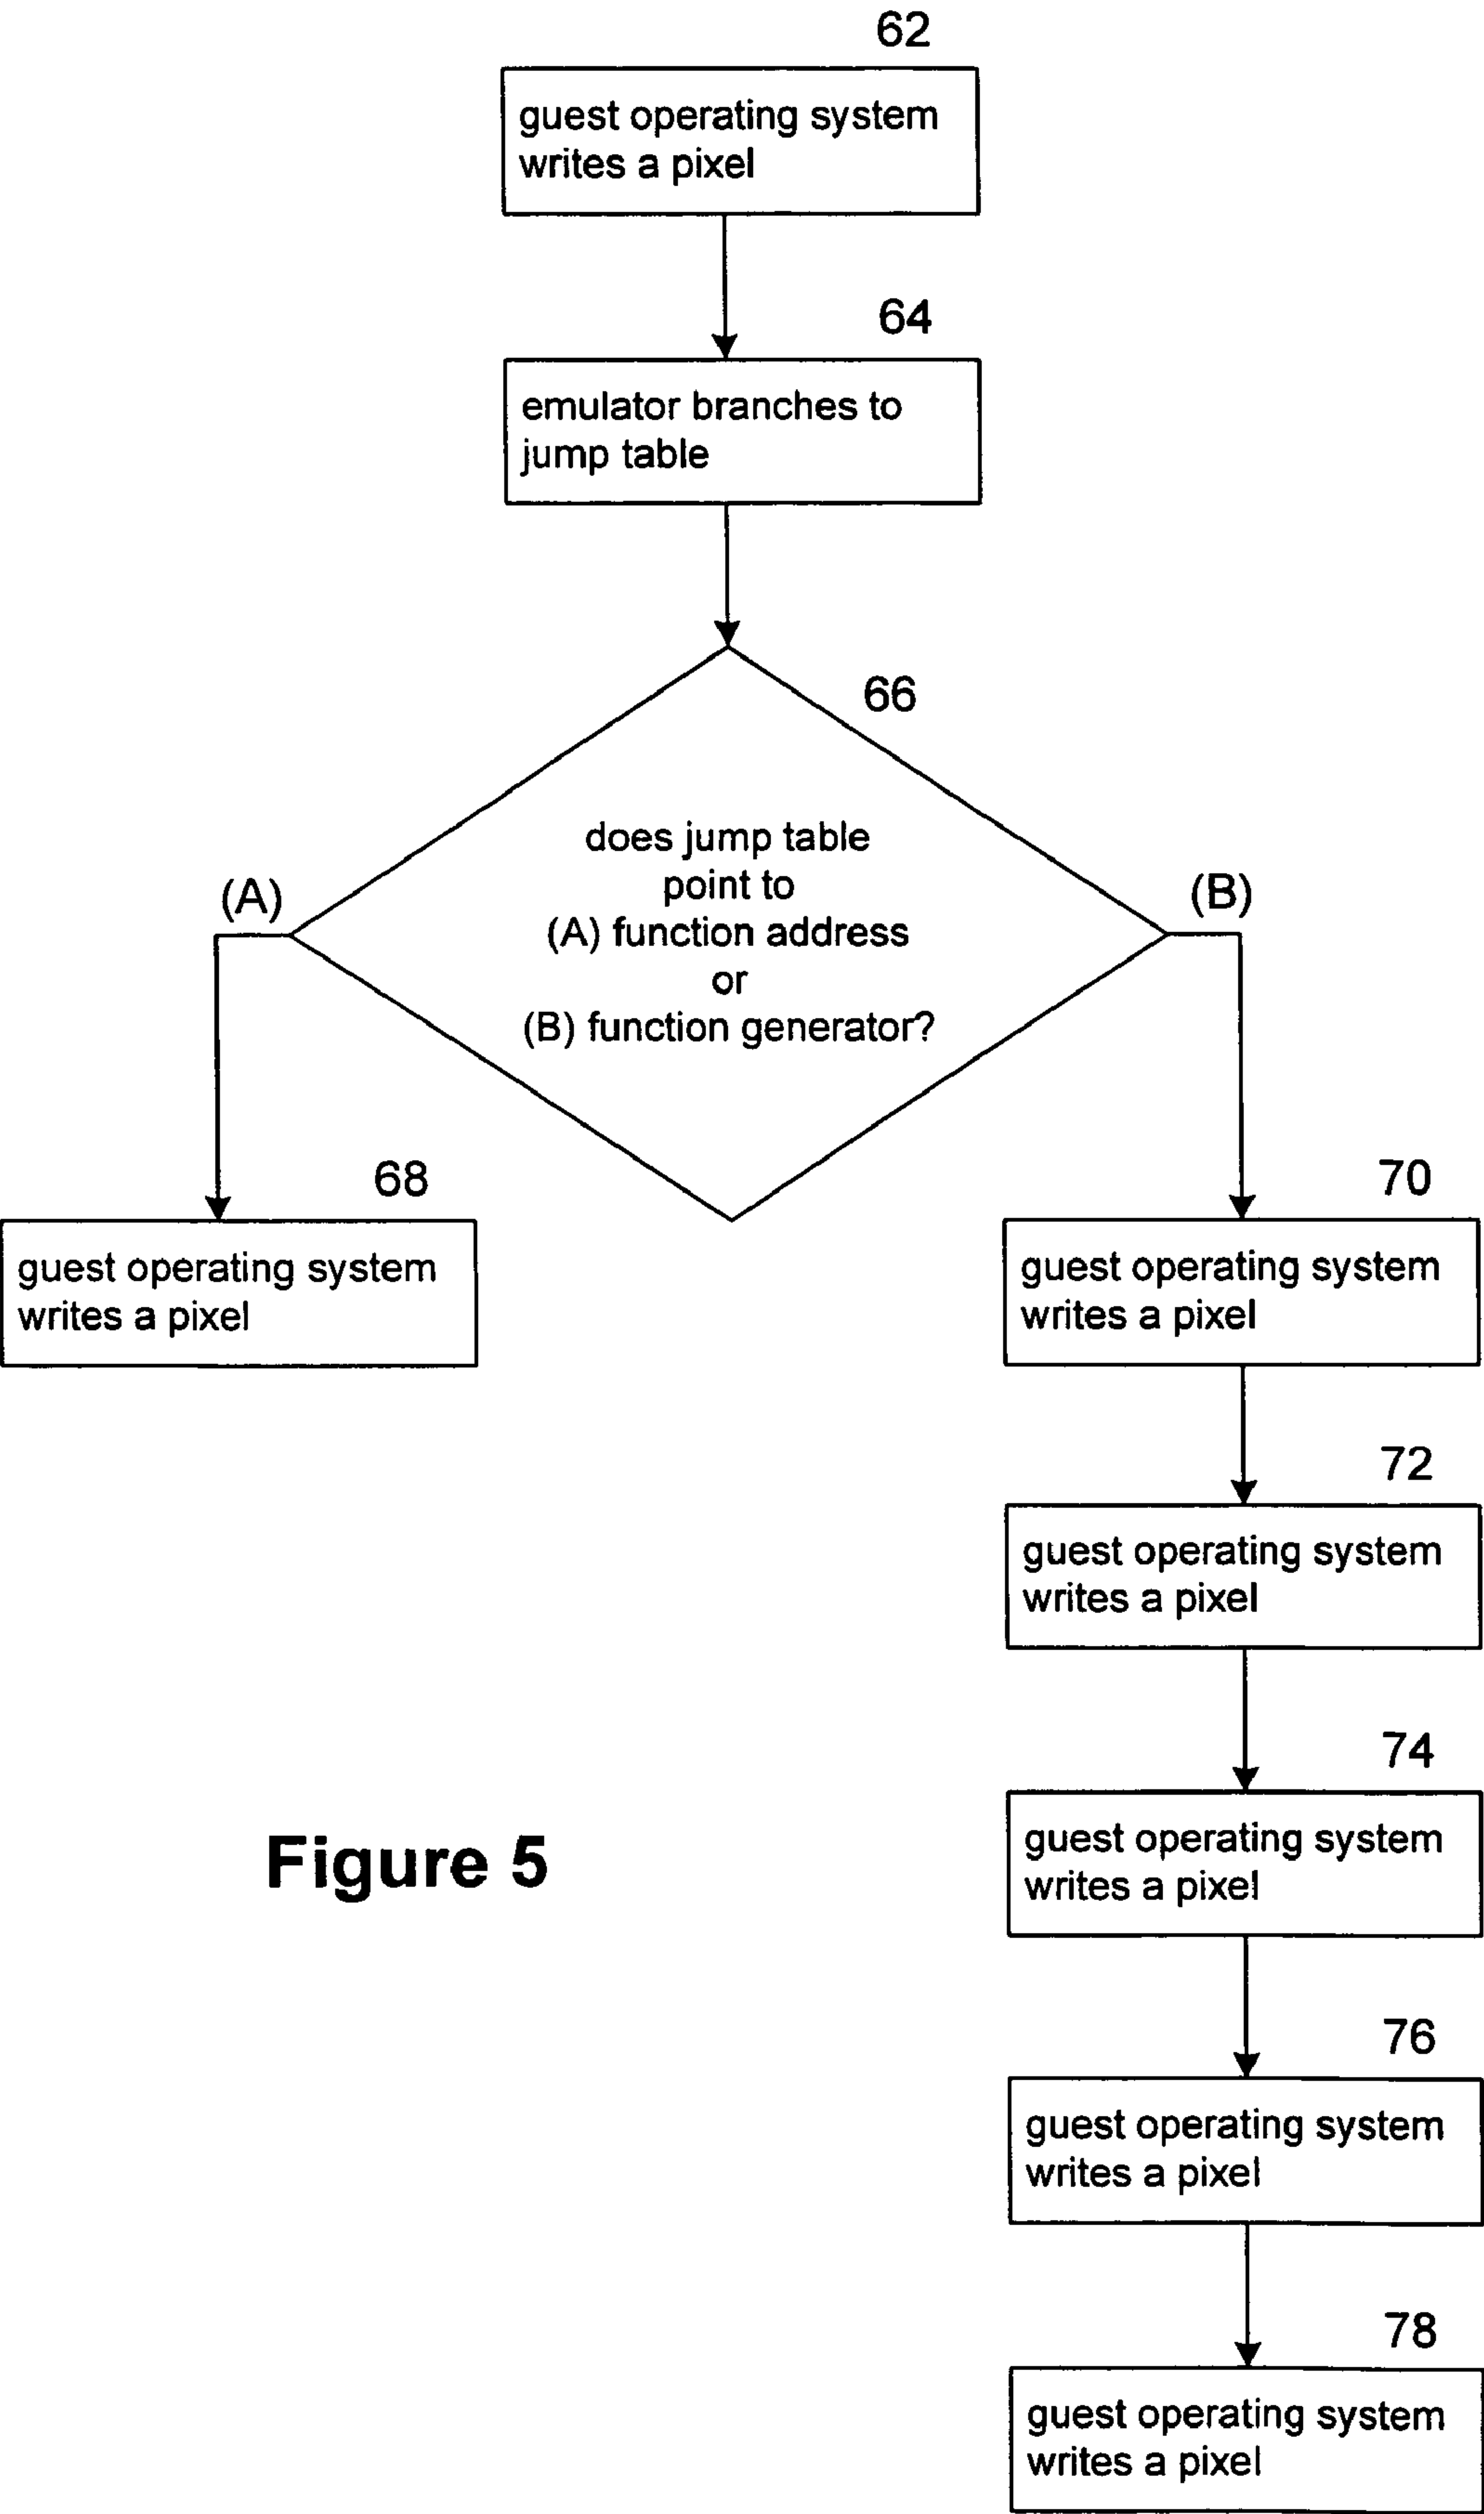 62
guest operating system
writes a pixel
64
emulator branches to
jump table
66
does jump table
point to
(A) function address
or
(B) function generator?
(A)
(B)
68
guest operating system
writes a pixel
70
guest operating system
writes a pixel
72
guest operating system
writes a pixel
74
guest operating system
writes a pixel
Figure 5
76
guest operating system
writes a pixel
78
guest operating system
writes a pixel